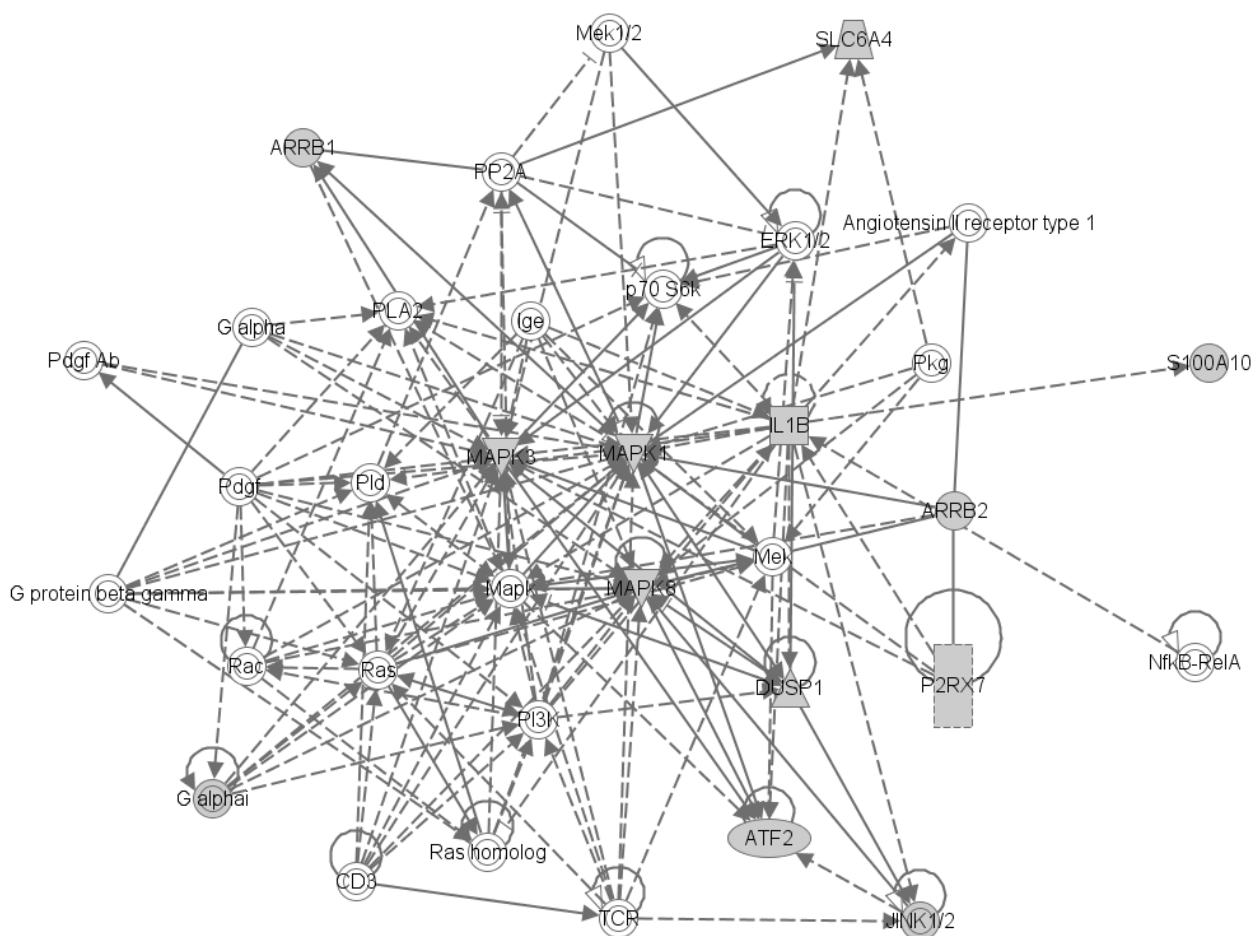 Mek1/2
SLC6A4
ARRB1
PP2A
Angiotensin II receptor type 1
ERK1/2
p70 S6k
PLA2
Ige
G alpha
Pdgf Ab
Pkg
S100A10
IL1B
MAPK3
MAPK1
Pdgf
Pld
ARRB2
Mek
G protein beta gamma
Mapk
MAPK8
Rac
Ras
NfkB-RelA
DUSP1
P2RX7
PI3K
G alphai
ATF2
Ras homolog
CD3
TCR
JINK1/2